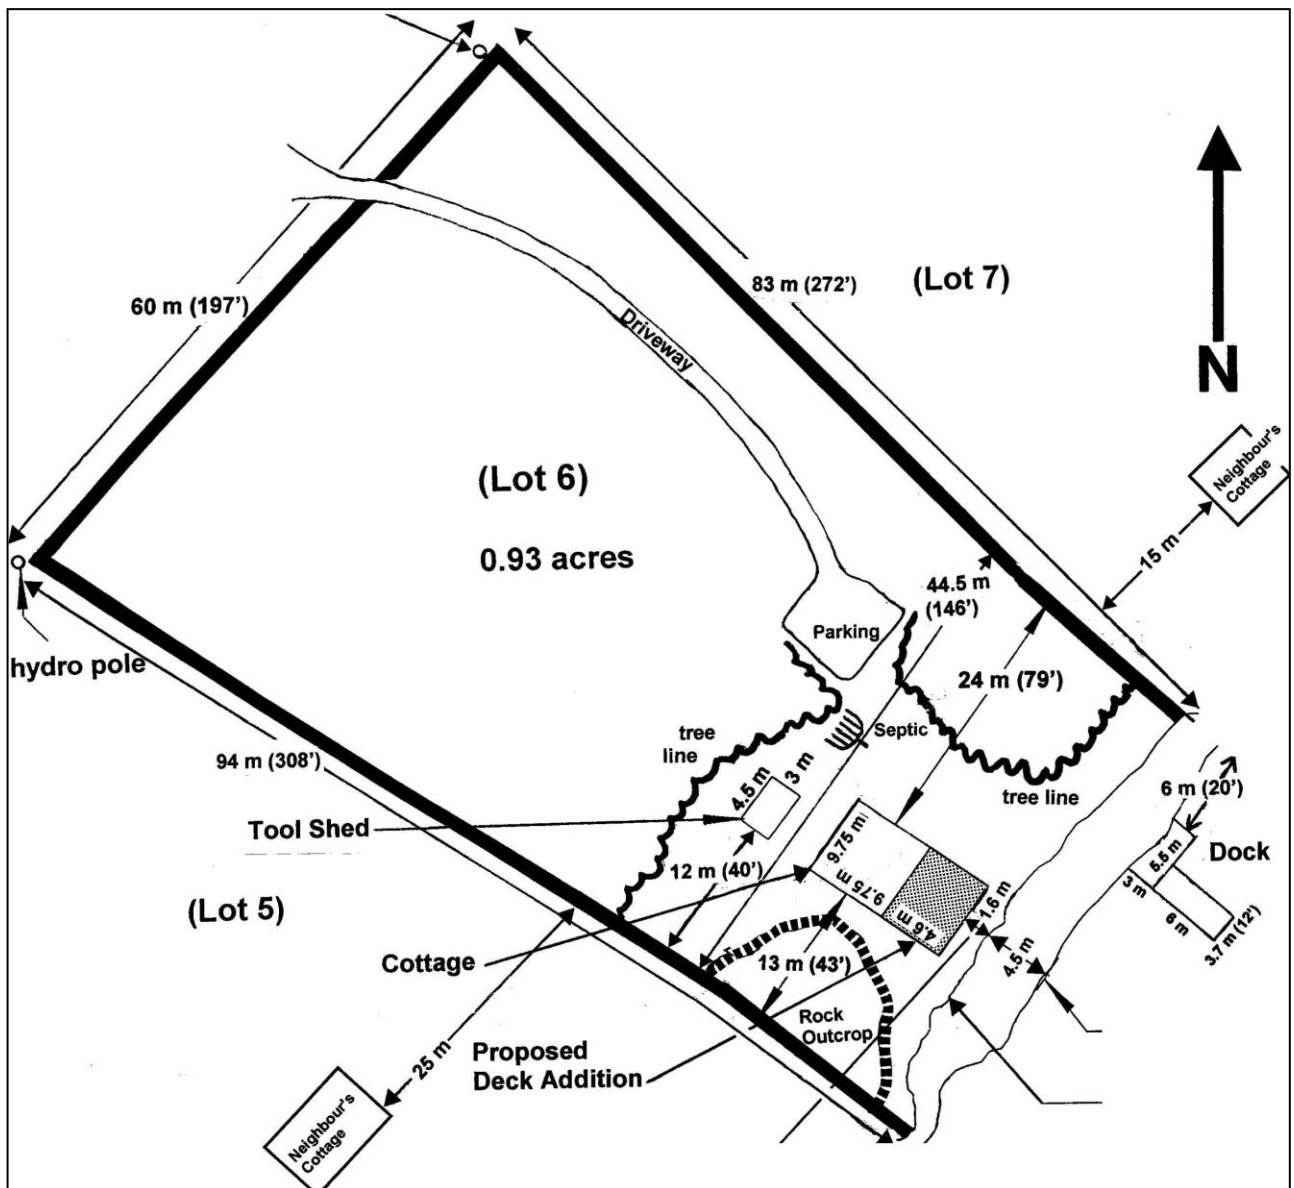 60 m (197')
83 m (272')
(Lot 7)
Driveway
N
Neighbour's
Cottage
15 m
(Lot 6)
0.93 acres
44.5 m
(146')
Parking
24 m (79')
hydro pole
Septic
tree
line
94 m (308')
4.5 m
3 m
tree line
6 m (20')
Tool Shed
12 m (40')
9.75 m
9.75 m
4.6 m
1.6 m
4.5 m
5.5 m
Dock
3 m
6 m
3.7 m (12')
(Lot 5)
Cottage
13 m (43')
Rock
Outcrop
25 m
Proposed
Deck Addition
Neighbour's
Cottage